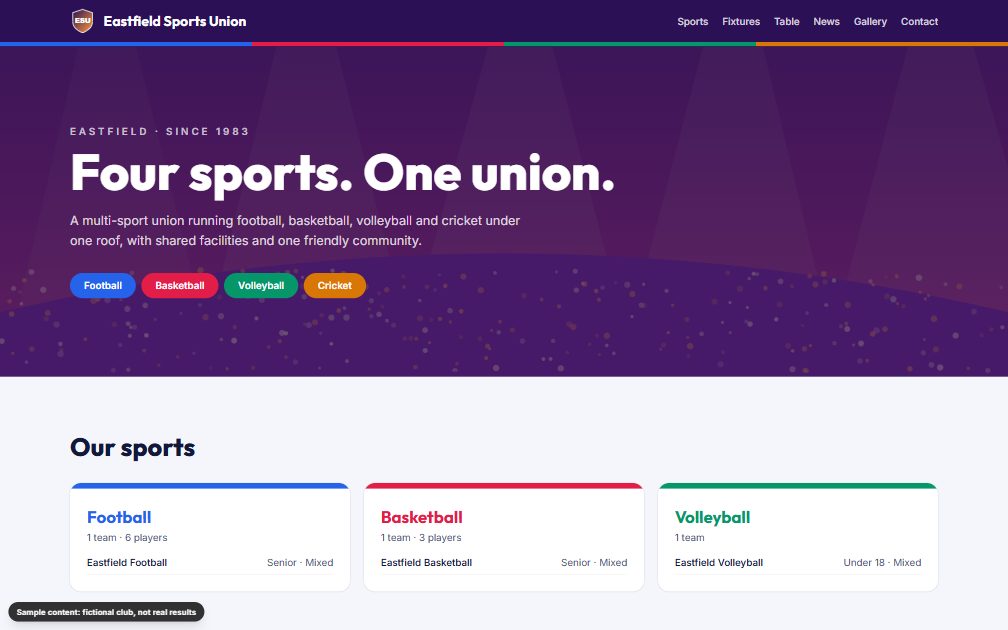 ESU
Eastfield Sports Union
Sports Fixtures Table News Gallery Contact
EASTFIELD · SINCE 1983
Four sports. One union.
A multi-sport union running football, basketball, volleyball and cricket under
one roof, with shared facilities and one friendly community.
Football Basketball Volleyball Cricket
Our sports
Football
1 team · 6 players
Eastfield Football Senior · Mixed
Basketball
1 team · 3 players
Eastfield Basketball Senior · Mixed
Volleyball
1 team
Eastfield Volleyball Under 18 · Mixed
Sample content: fictional club, not real results